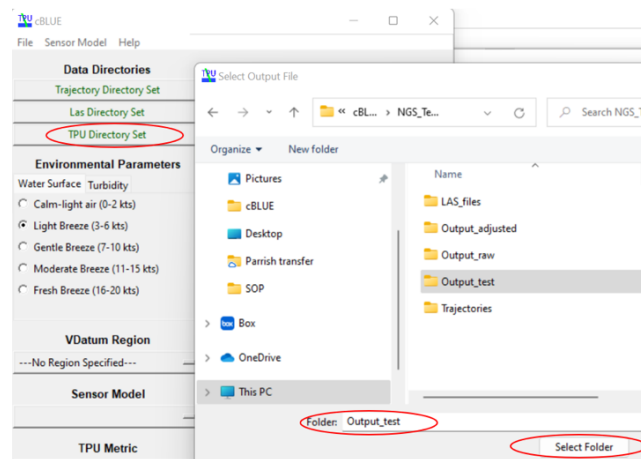 TPU cBLUE
File Sensor Model Help
Data Directories
Trajectory Directory Set
Las Directory Set
TPU Directory Set
Environmental Parameters
Water Surface Turbidity
Calm-light air (0-2 kts)
Light Breeze (3-6 kts)
Gentle Breeze (7-10 kts)
Moderate Breeze (11-15 kts)
Fresh Breeze (16-20 kts)
VDatum Region
---No Region Specified---
Sensor Model
TPU Metric
TPU Select Output File
« cBL... › NGS_Te...
Search NGS_T
Organize
New folder
Pictures
cBLUE
Desktop
Parrish transfer
SOP
box Box
OneDrive
This PC
Name
LAS_files
Output_adjusted
Output_raw
Output_test
Trajectories
Folder: Output_test
Select Folder